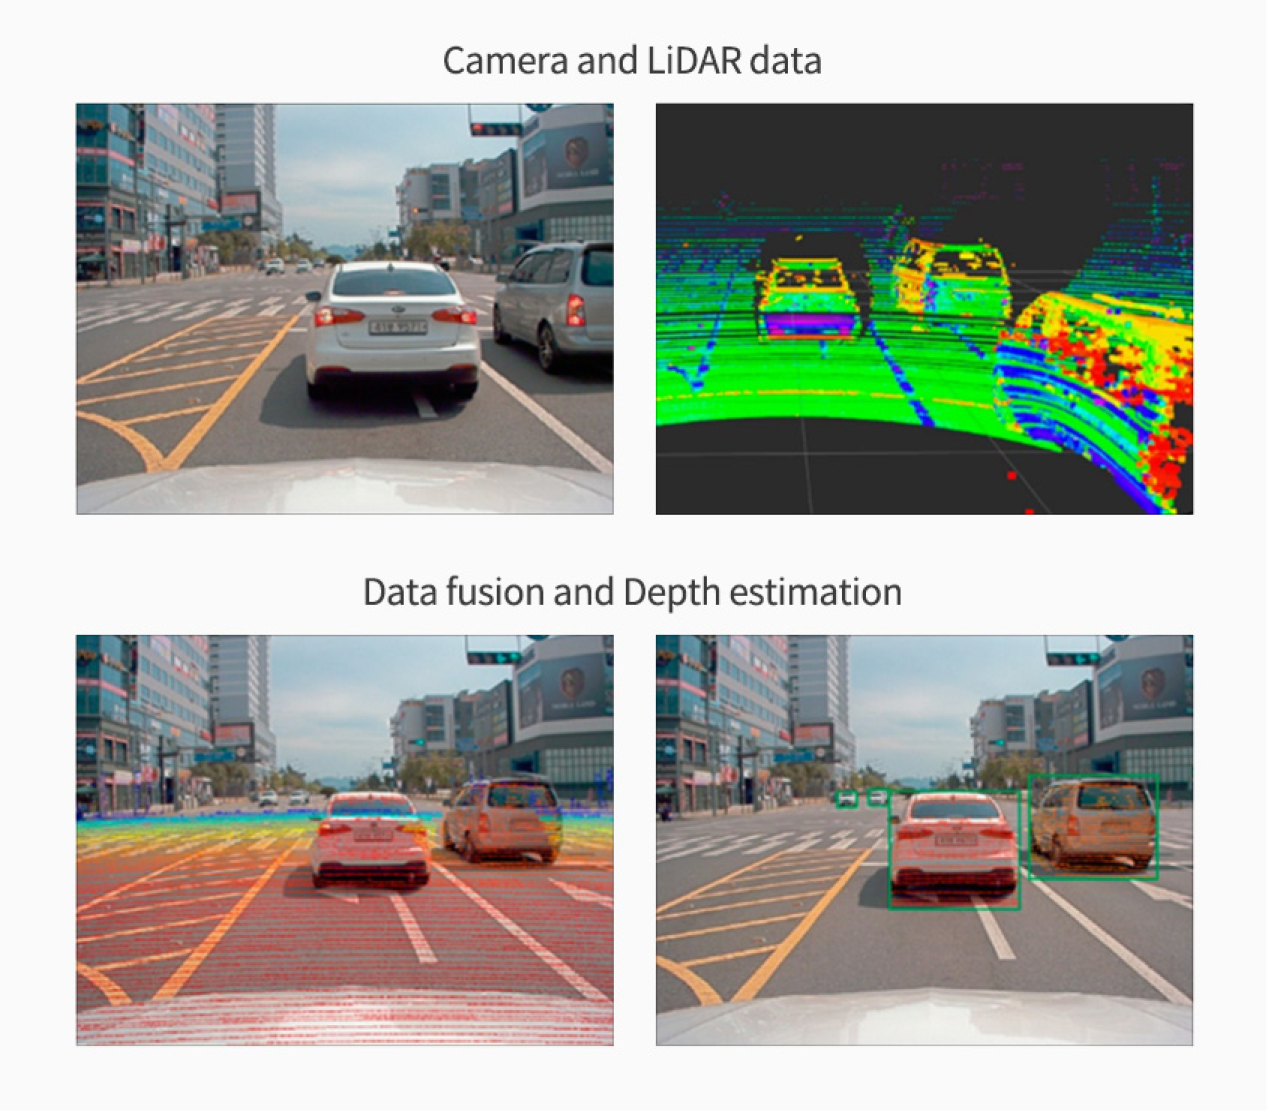 Camera and LiDAR data
Data fusion and Depth estimation